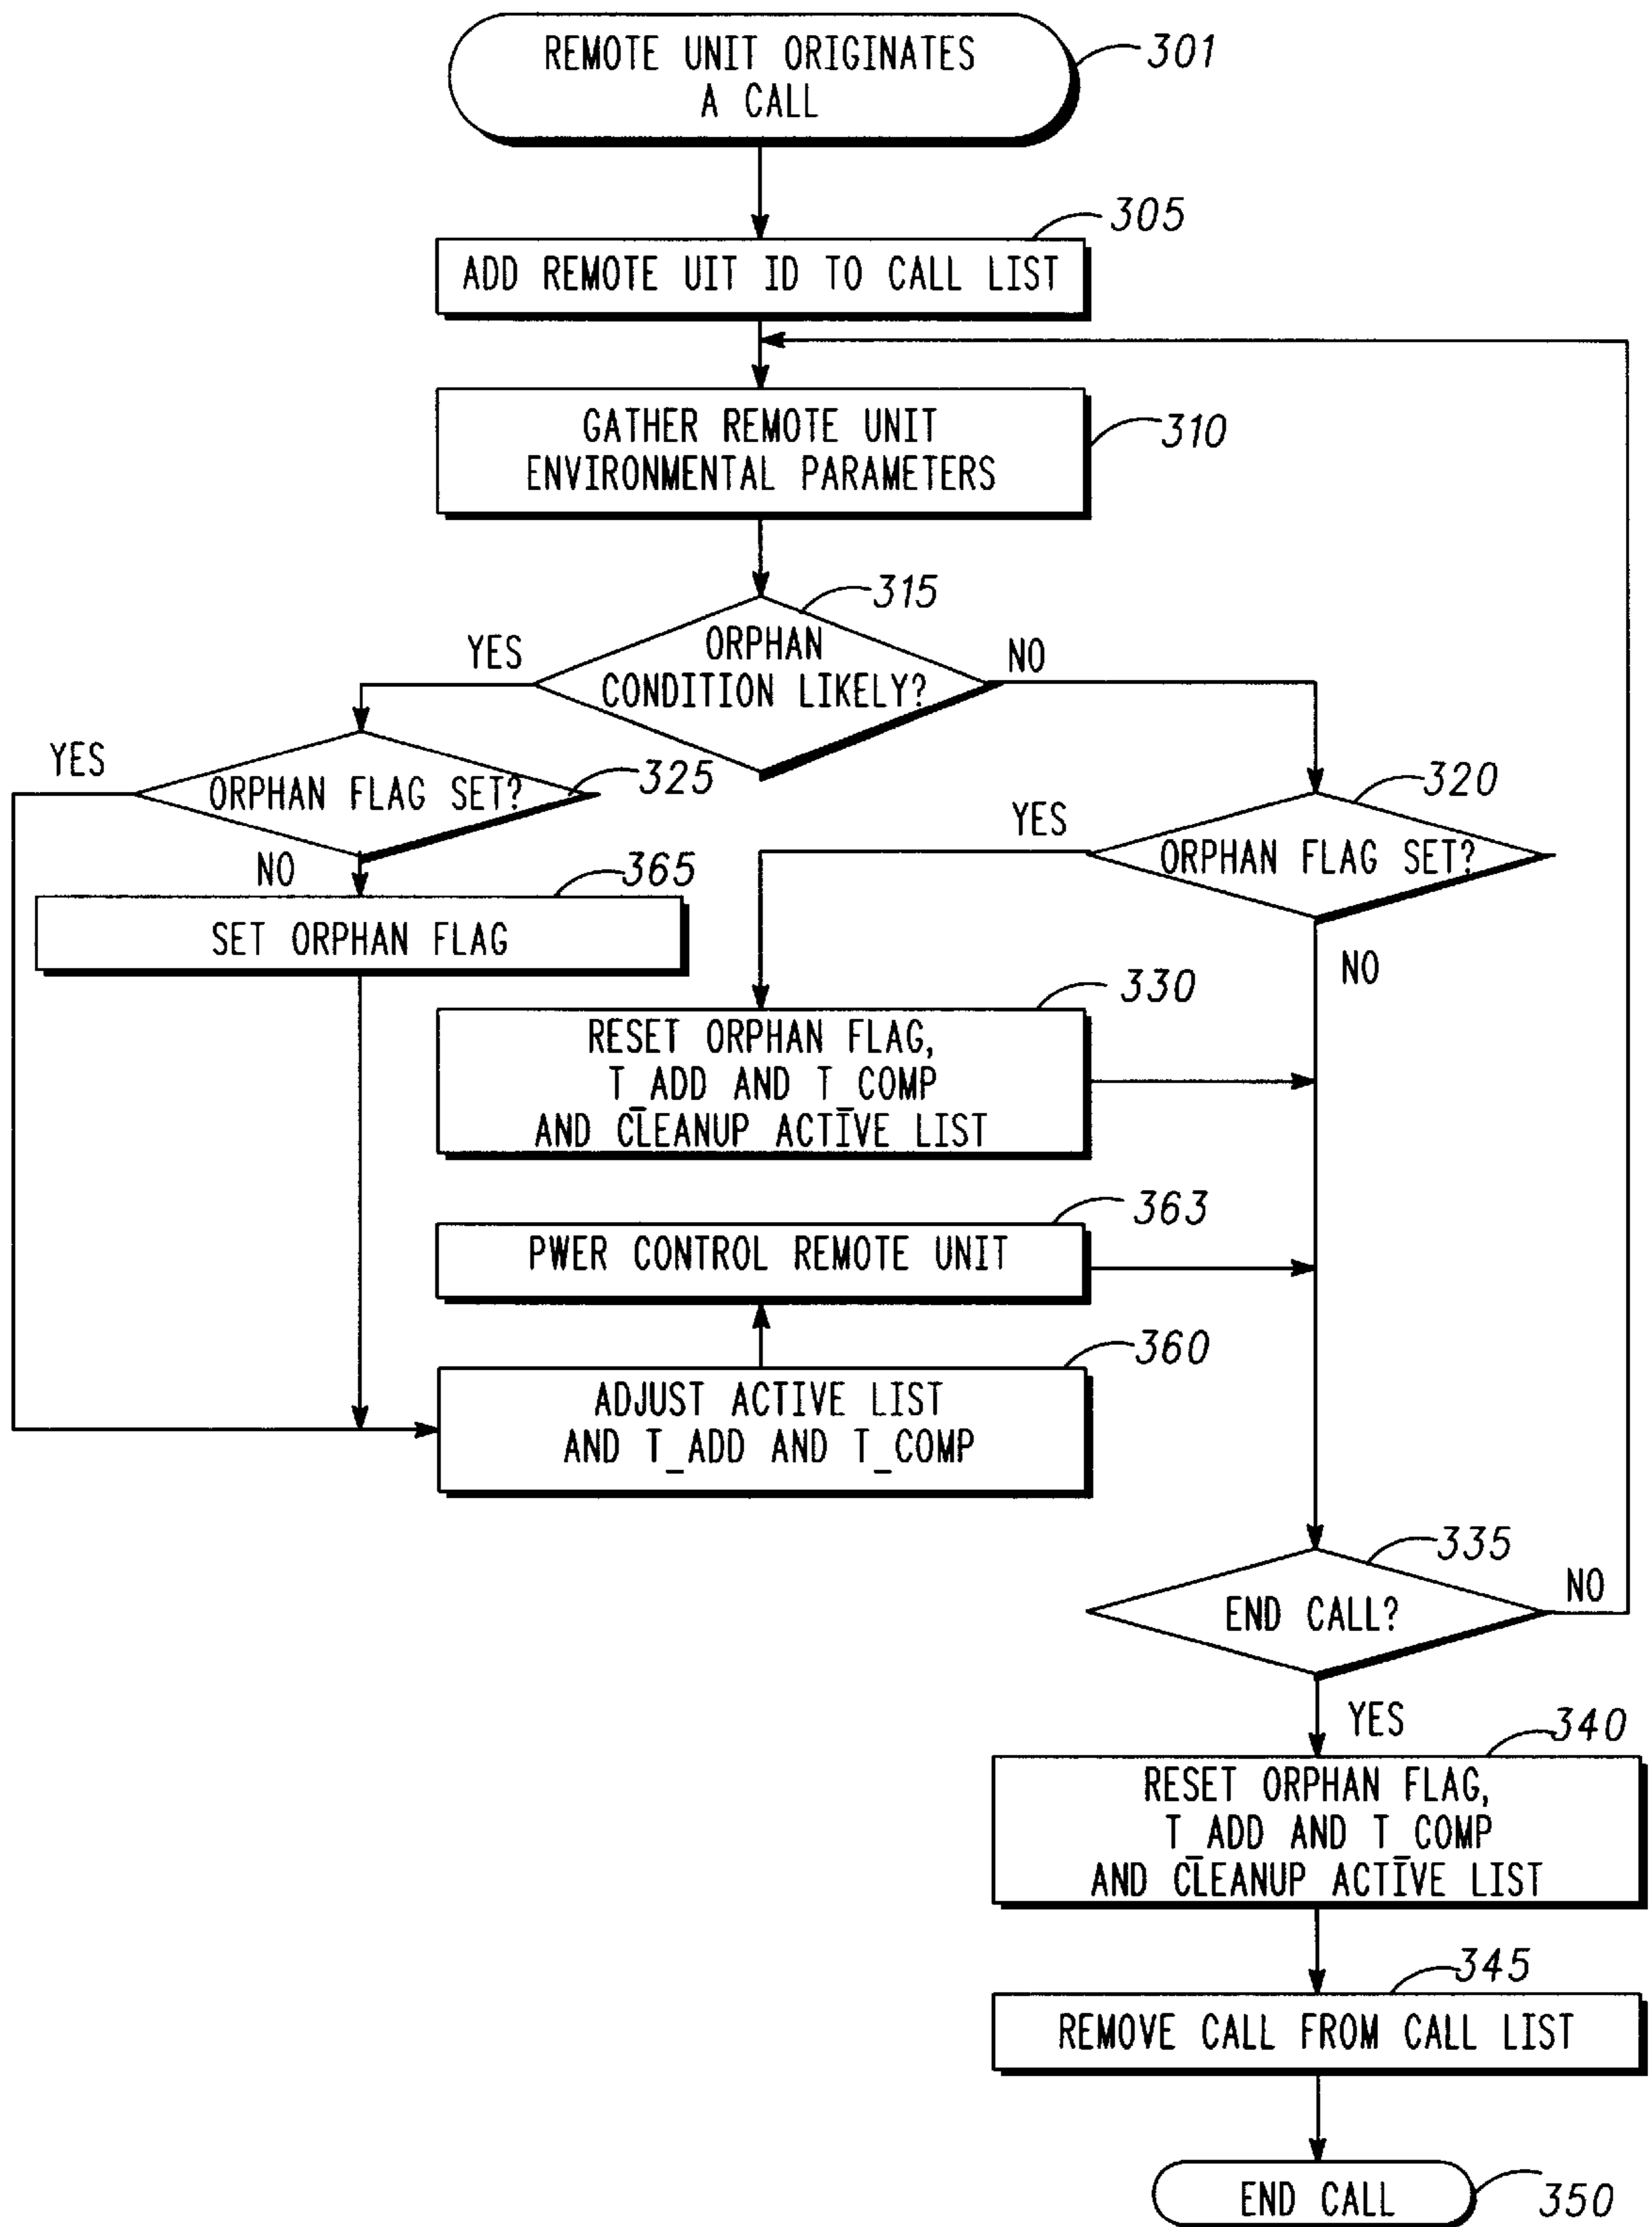 REMOTE UNIT ORIGINATES
A CALL
301
305
ADD REMOTE UIT ID TO CALL LIST
GATHER REMOTE UNIT
ENVIRONMENTAL PARAMETERS
310
315
ORPHAN
CONDITION LIKELY?
YES
NO
YES
ORPHAN FLAG SET?
325
320
YES
ORPHAN FLAG SET?
NO
365
SET ORPHAN FLAG
NO
330
RESET ORPHAN FLAG,
T_ADD AND T_COMP
AND CLEANUP ACTIVE LIST
363
PWER CONTROL REMOTE UNIT
360
ADJUST ACTIVE LIST
AND T_ADD AND T_COMP
335
END CALL?
NO
YES
340
RESET ORPHAN FLAG,
T_ADD AND T_COMP
AND CLEANUP ACTIVE LIST
345
REMOVE CALL FROM CALL LIST
END CALL
350